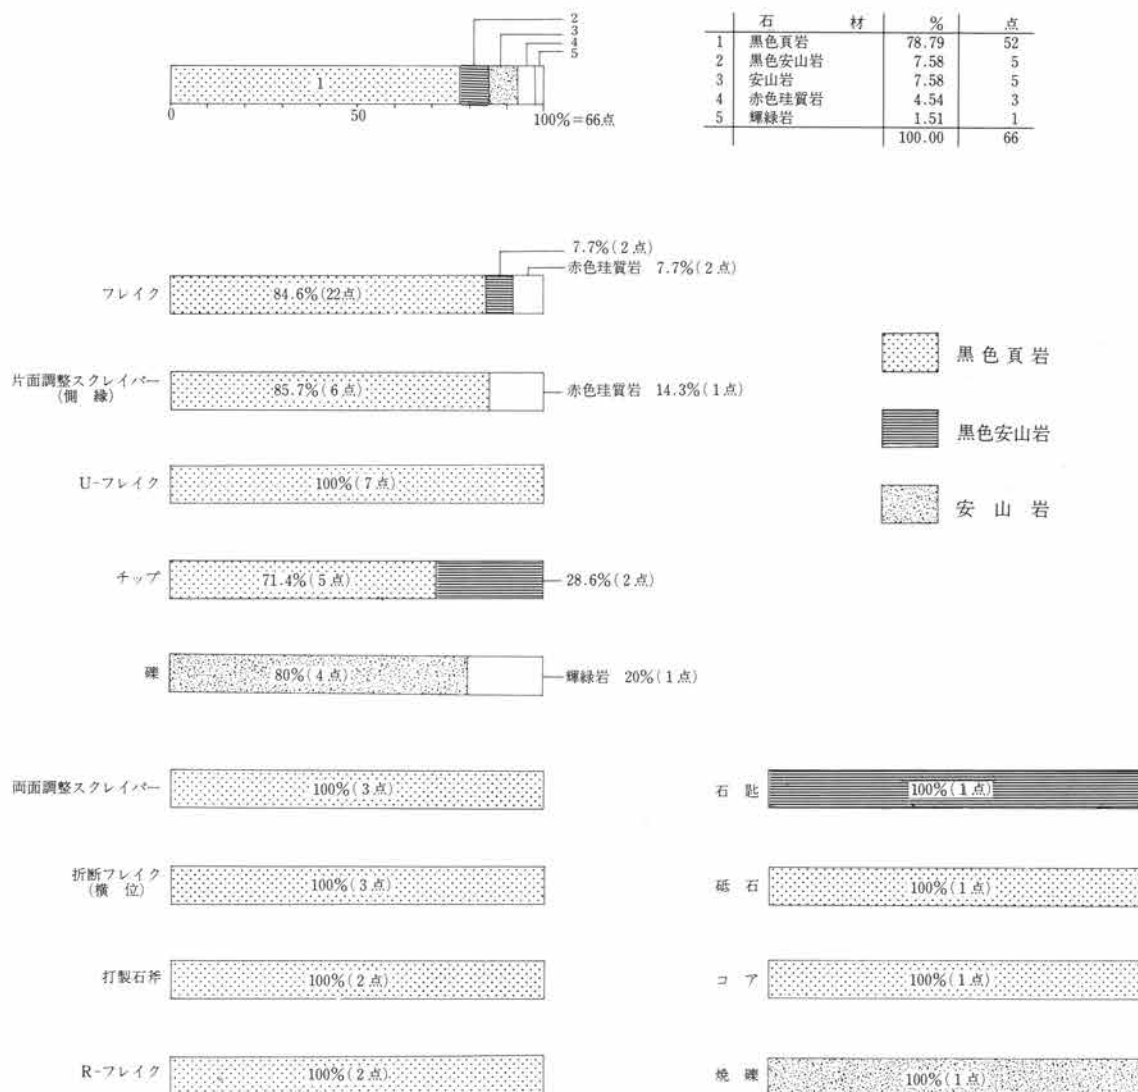 2
3
4
5
1
0
50
100%=66点
石材 % 点
1 黒色頁岩 78.79 52
2 黒色安山岩 7.58 5
3 安山岩 7.58 5
4 赤色珪質岩 4.54 3
5 輝緑岩 1.51 1
100.00 66
7.7%(2点)
赤色珪質岩 7.7%(2点)
フレイク 84.6%(22点)
片面調整スクレイパー
(側縁)
85.7%(6点)
赤色珪質岩 14.3%(1点)
U-フレイク 100%(7点)
チップ 71.4%(5点) 28.6%(2点)
礫 80%(4点) 輝緑岩 20%(1点)
黒色頁岩
黒色安山岩
安山岩
両面調整スクレイパー 100%(3点)
折断フレイク
(横位)
100%(3点)
打製石斧 100%(2点)
R-フレイク 100%(2点)
石匙 100%(1点)
砥石 100%(1点)
コア 100%(1点)
焼礫 100%(1点)